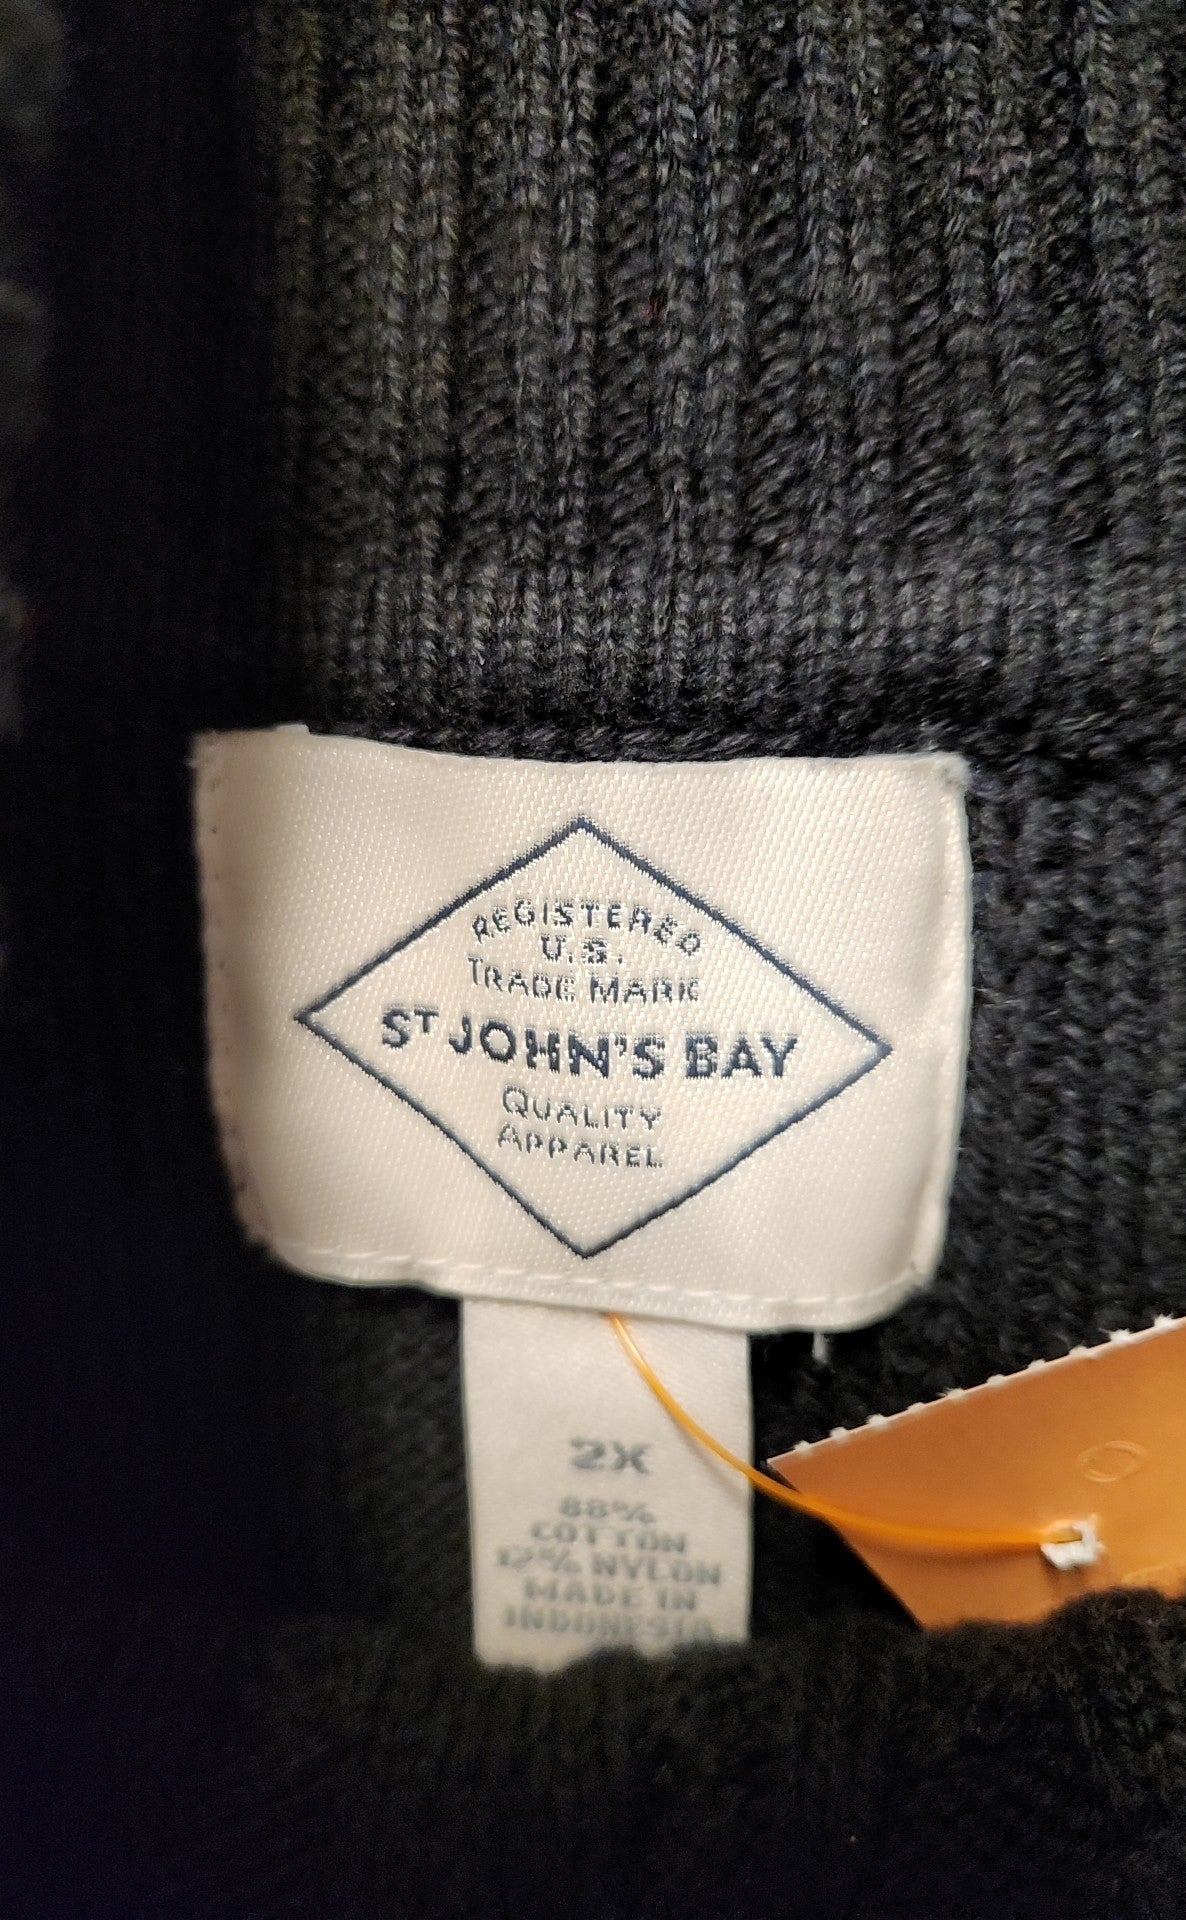 REGISTERED
U.S.
TRADE MARK
ST JOHN'S BAY
QUALITY
APPAREL
2X
88%
COTTON
12% NYLON
MADE IN
INDONESIA